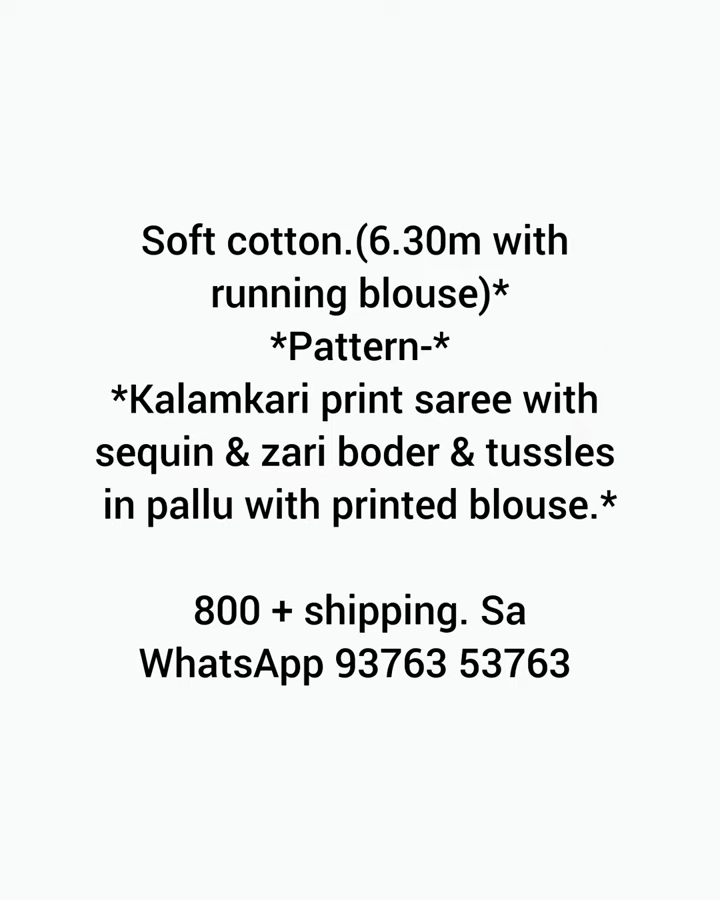 Soft cotton.(6.30m with
running blouse)*
*Pattern-*
*Kalamkari print saree with
sequin & zari boder & tussles
in pallu with printed blouse.*
800 + shipping. Sa
WhatsApp 93763 53763